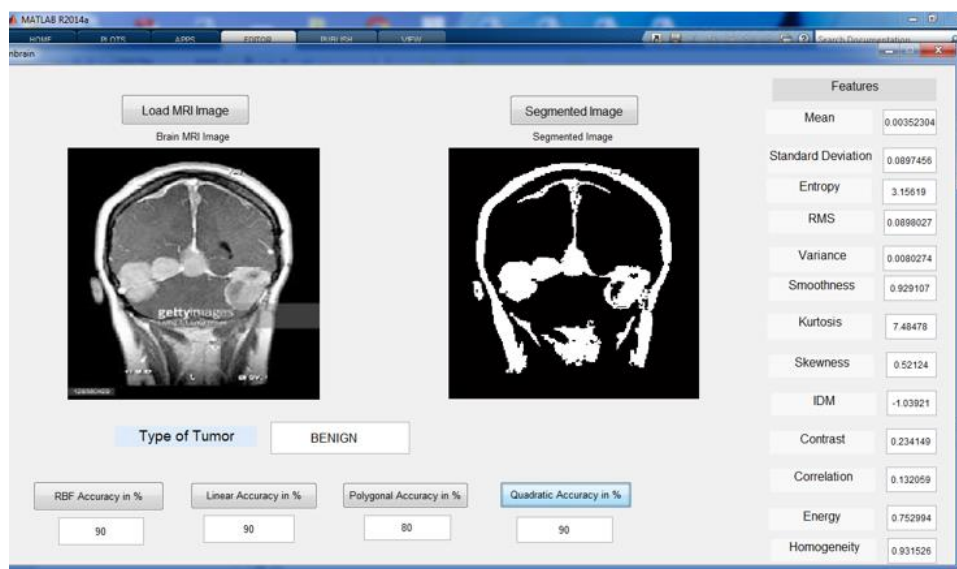 MATLAB R2014a
HOME PLOTS APPS EDITOR PUBLISH VIEW
Search Documentation
nbrain
Load MRI Image
Brain MRI Image
gettyimages
Segmented Image
Segmented Image
Type of Tumor BENIGN
RBF Accuracy in % Linear Accuracy in % Polygonal Accuracy in % Quadratic Accuracy in %
90 90 80 90
Features
Mean 0.00352304
Standard Deviation 0.0897456
Entropy 3.15619
RMS 0.0898027
Variance 0.0080274
Smoothness 0.929107
Kurtosis 7.48478
Skewness 0.52124
IDM -1.03921
Contrast 0.234149
Correlation 0.132059
Energy 0.752994
Homogeneity 0.931526